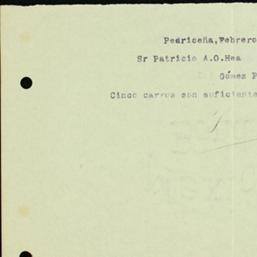 Pedriceña, Febrero
Sr Patricio A.O.Hea
Gómez P
Cinco carros son suficiente